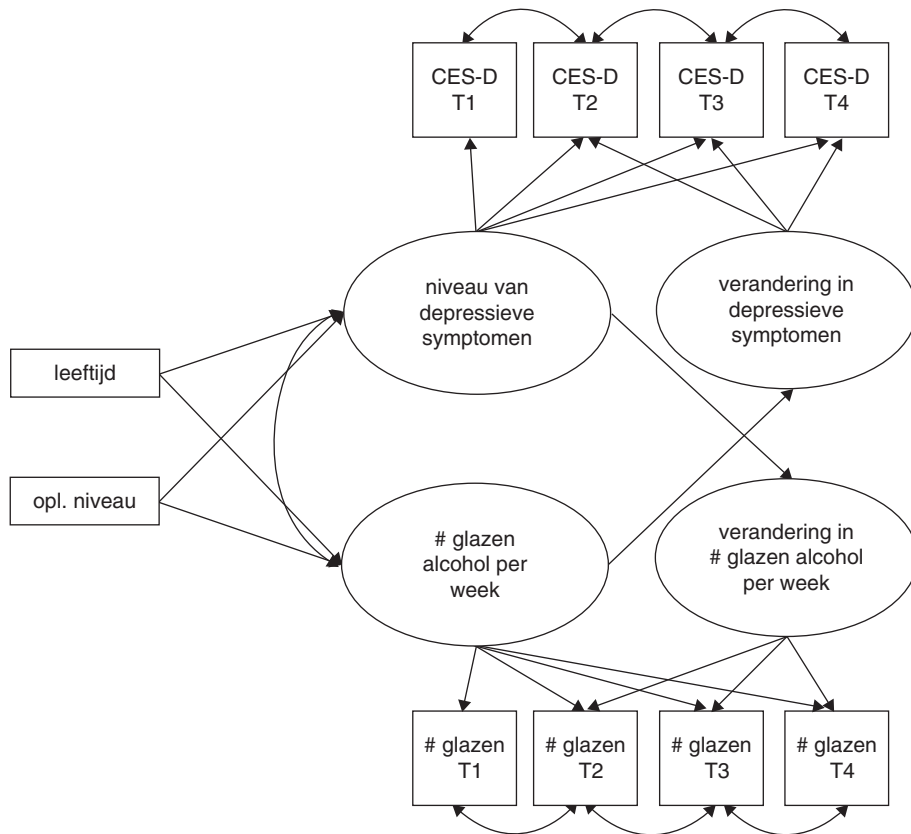 CES-D
T1
CES-D
T2
CES-D
T3
CES-D
T4
niveau van
depressieve
symptomen
verandering in
depressieve
symptomen
leeftijd
opl. niveau
# glazen
alcohol per
week
verandering in
# glazen alcohol
per week
# glazen
T1
# glazen
T2
# glazen
T3
# glazen
T4